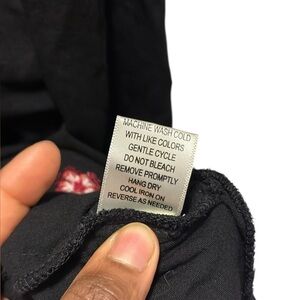 MACHINE WASH COLD
WITH LIKE COLORS
GENTLE CYCLE
DO NOT BLEACH
REMOVE PROMPTLY
HANG DRY
COOL IRON ON
REVERSE AS NEEDED